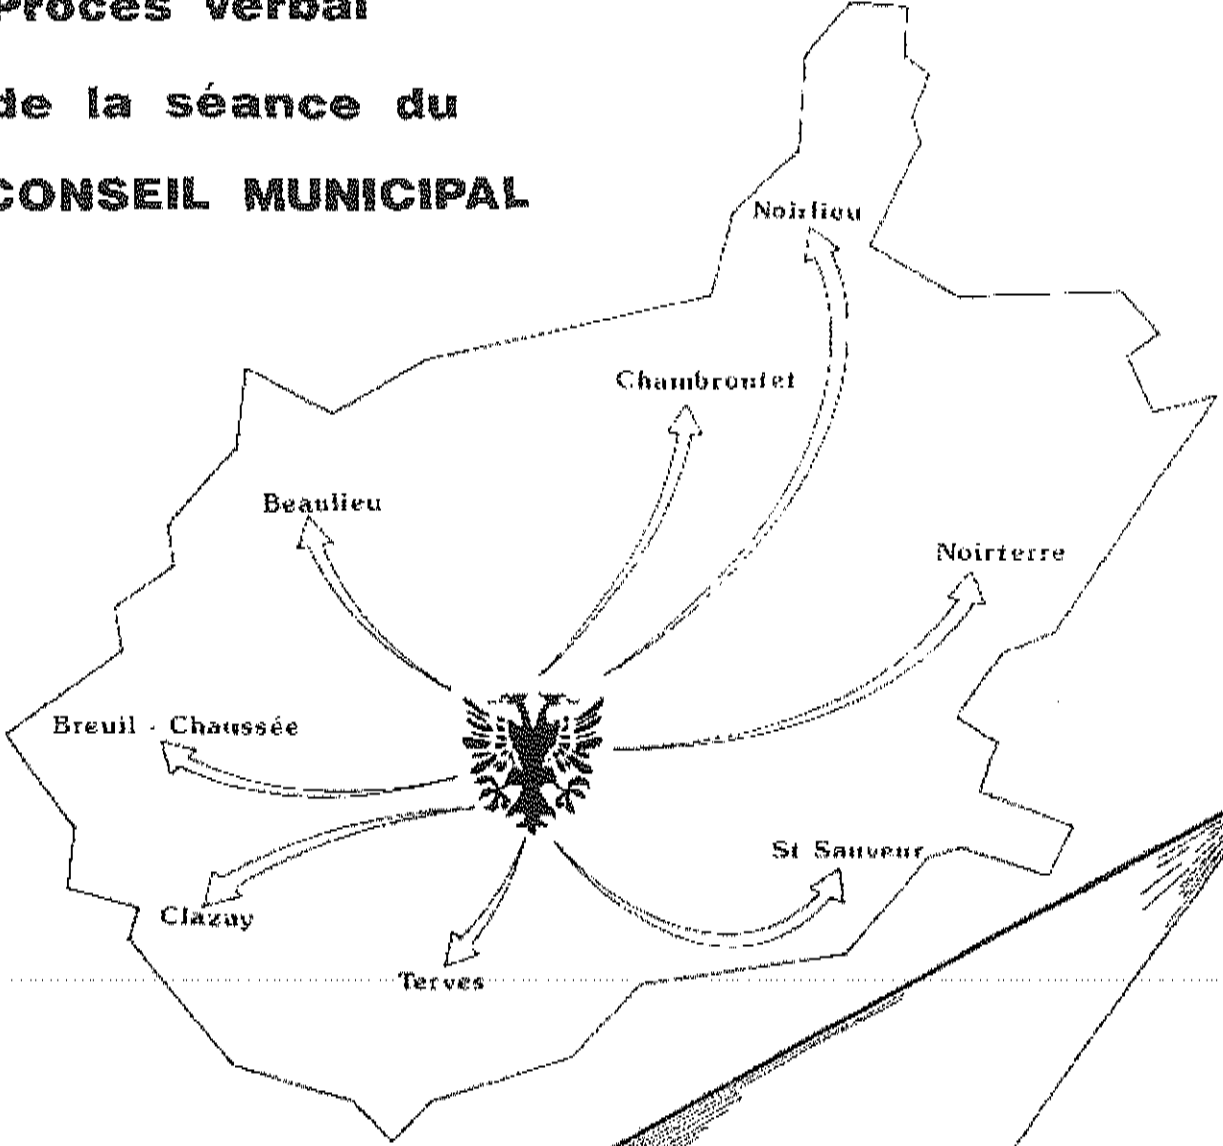 Procès verbal
de la séance du
CONSEIL MUNICIPAL
Noirlieu
Chambroutet
Beaulieu
Noirterre
Breuil - Chaussée
St Sauveur
Clazay
Terves